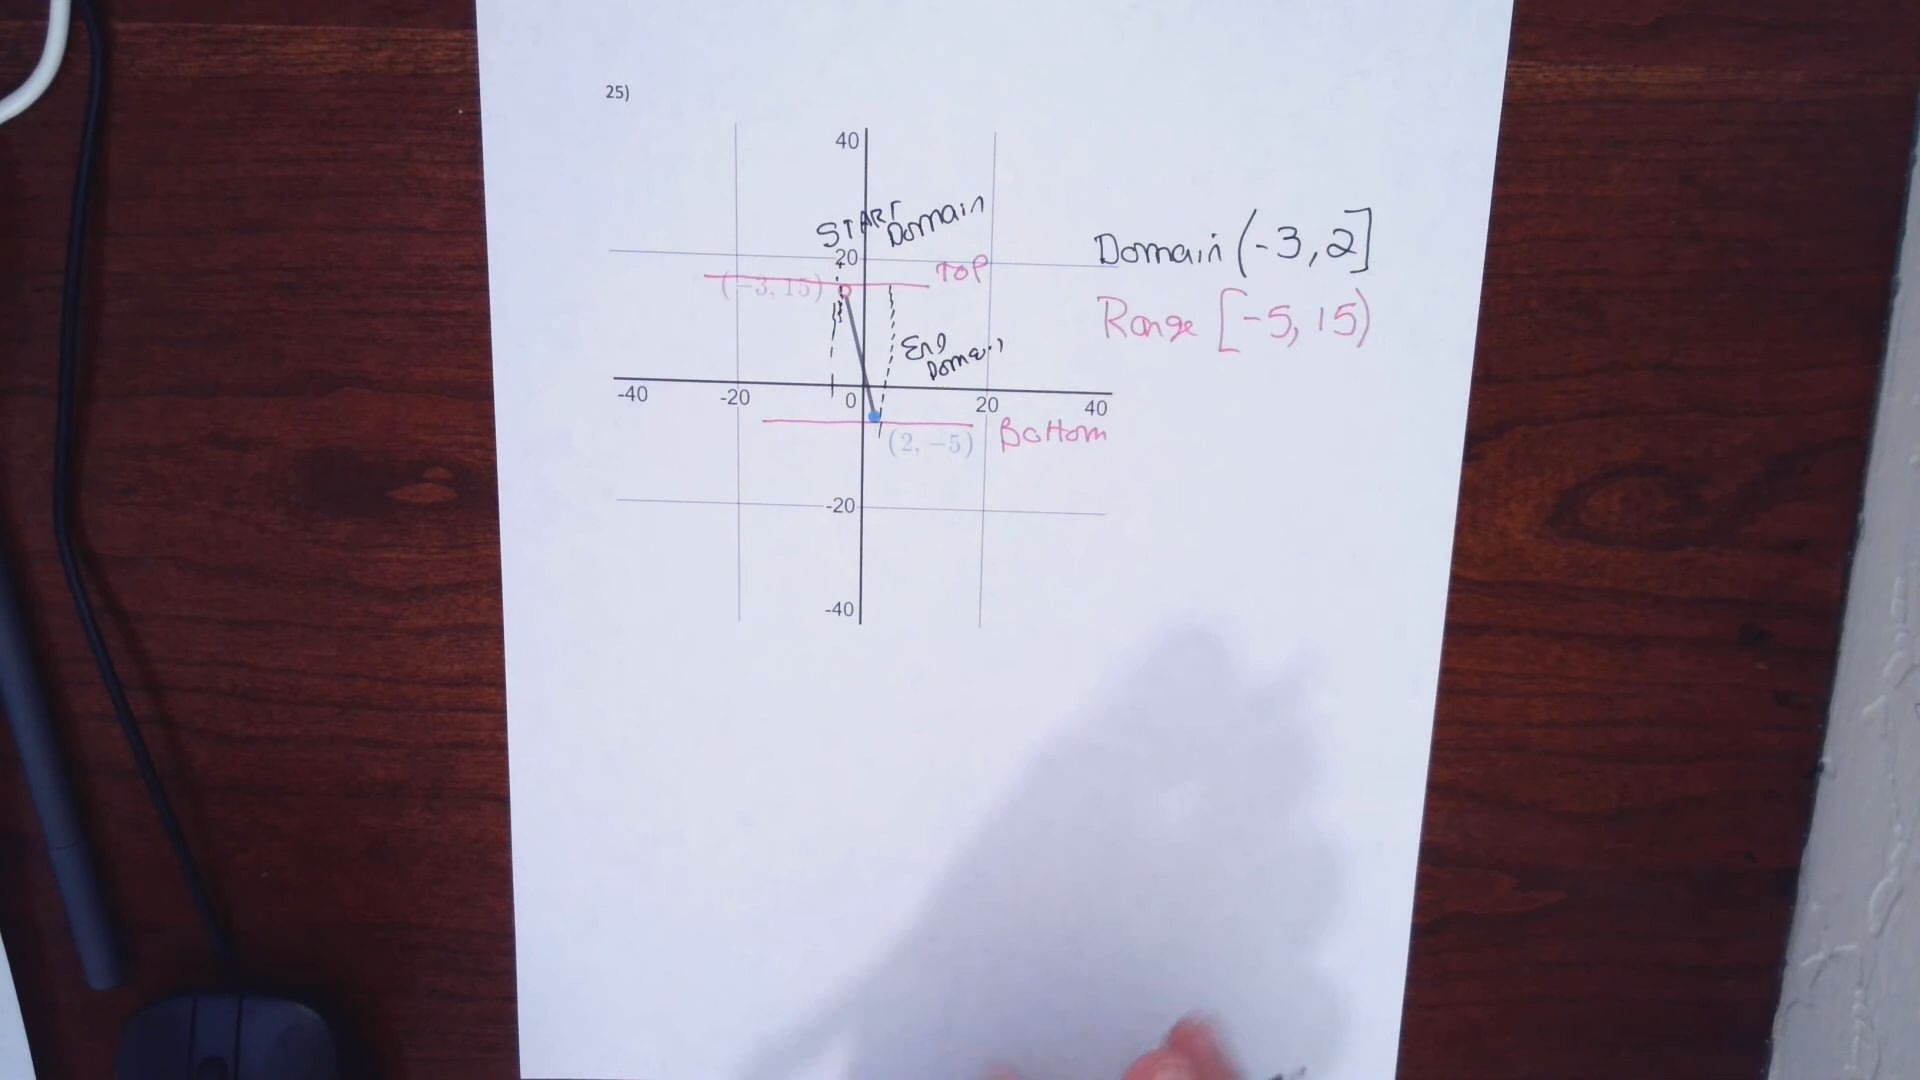 25)
40
START
Domain
Domain (-3, 2]
20
TOP
(-3, 15)
Range [-5, 15)
End
Domain
-40 -20 0 20 40
Bottom
(2, -5)
-20
-40